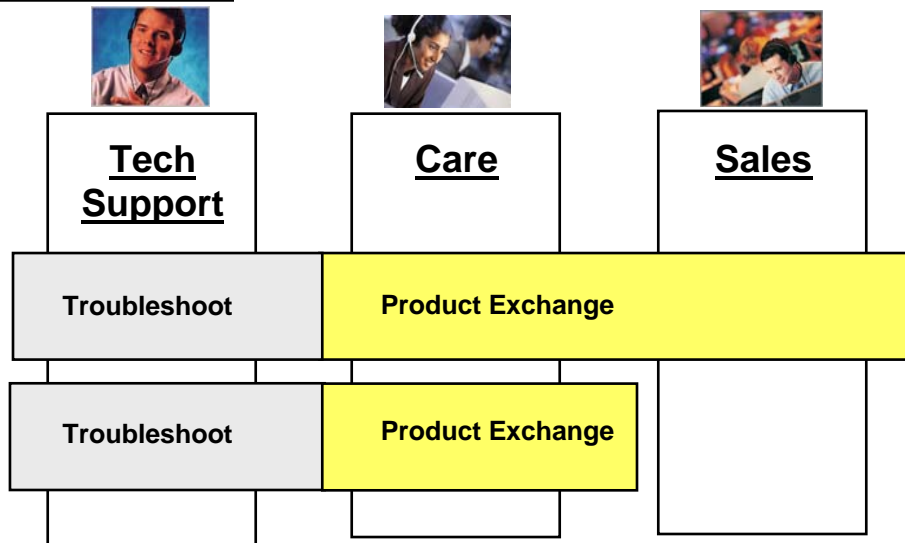 Tech
Support
Care
Sales
Troubleshoot
Product Exchange
Troubleshoot
Product Exchange